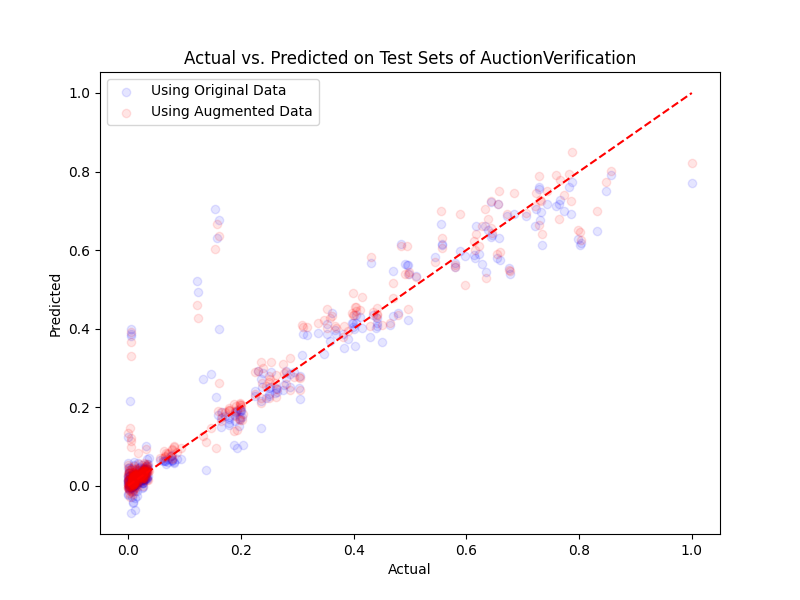 Actual vs. Predicted on Test Sets of AuctionVerification
Using Original Data
Using Augmented Data
1.0
0.8
0.6
0.4
0.2
0.0
Predicted
0.0 0.2 0.4 0.6 0.8 1.0
Actual